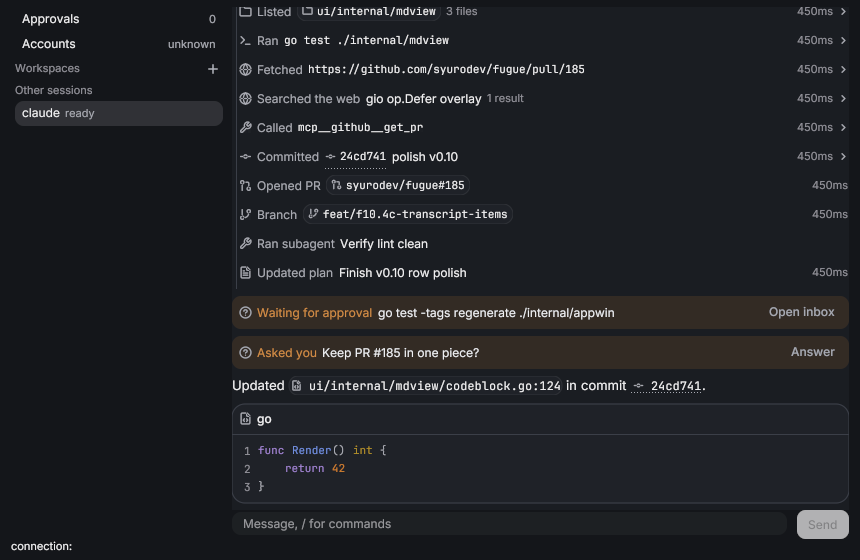 Approvals 0
Accounts unknown
Workspaces +
Other sessions
claude ready
connection:
Listed ui/internal/mdview 3 files 450ms
Ran go test ./internal/mdview 450ms
Fetched https://github.com/syurodev/fugue/pull/185 450ms
Searched the web gio op.Defer overlay 1 result 450ms
Called mcp__github__get_pr 450ms
Committed 24cd741 polish v0.10 450ms
Opened PR syurodev/fugue#185 450ms
Branch feat/f10.4c-transcript-items 450ms
Ran subagent Verify lint clean
Updated plan Finish v0.10 row polish 450ms
Waiting for approval go test -tags regenerate ./internal/appwin Open inbox
Asked you Keep PR #185 in one piece? Answer
Updated ui/internal/mdview/codeblock.go:124 in commit 24cd741.
go
1 func Render() int {
2     return 42
3 }
Message, / for commands Send